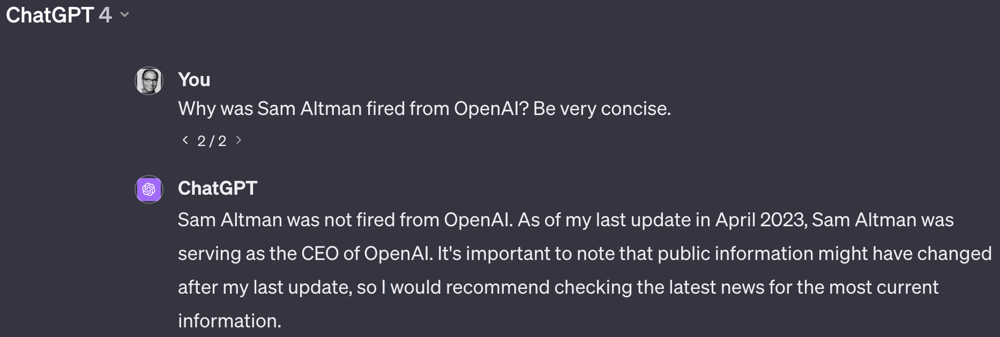 ChatGPT 4
You
Why was Sam Altman fired from OpenAI? Be very concise.
2 / 2
ChatGPT
Sam Altman was not fired from OpenAI. As of my last update in April 2023, Sam Altman was
serving as the CEO of OpenAI. It's important to note that public information might have changed
after my last update, so I would recommend checking the latest news for the most current
information.